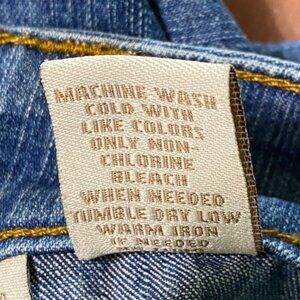 MACHINE WASH
COLD WITH
LIKE COLORS
ONLY NON-
CHLORINE
BLEACH
WHEN NEEDED
TUMBLE DRY LOW
WARM IRON
IF NEEDED